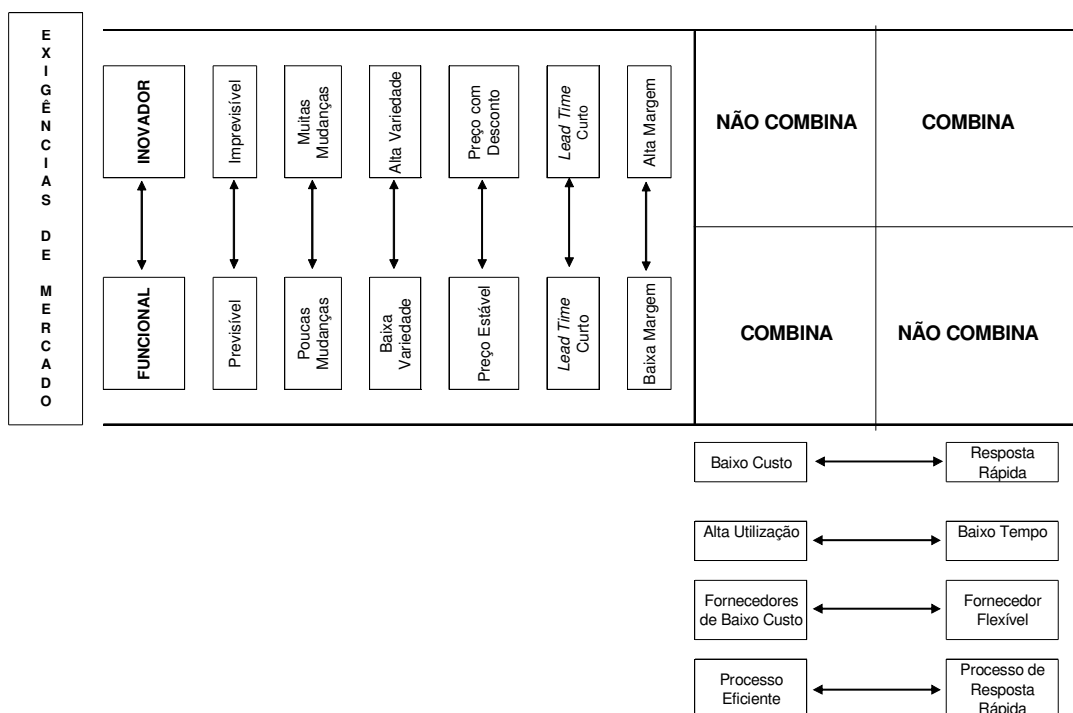 EXIGÊNCIAS DE MERCADO
INOVADOR
Imprevisível
Muitas
Mudanças
Alta Variedade
Preço com
Desconto
Lead Time
Curto
Alta Margem
NÃO COMBINA
COMBINA
FUNCIONAL
Previsível
Poucas
Mudanças
Baixa
Variedade
Preço Estável
Lead Time
Curto
Baixa Margem
COMBINA
NÃO COMBINA
Baixo Custo
Resposta
Rápida
Alta Utilização
Baixo Tempo
Fornecedores
de Baixo Custo
Fornecedor
Flexível
Processo
Eficiente
Processo de
Resposta
Rápida